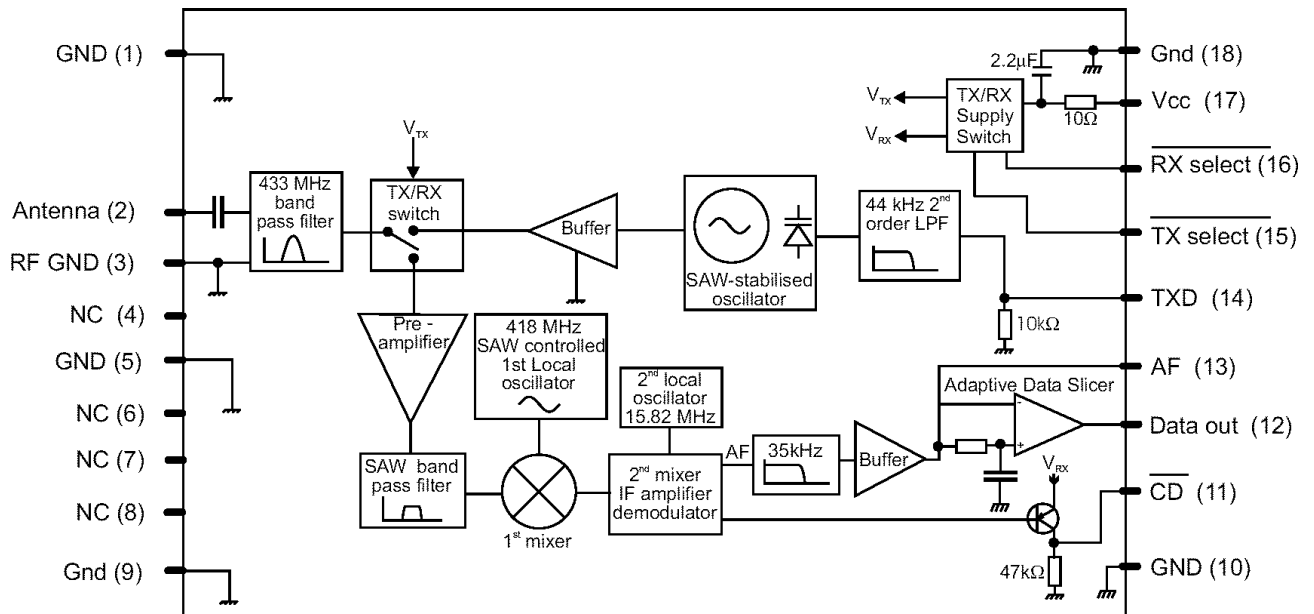 GND (1)
Antenna (2)
RF GND (3)
NC (4)
GND (5)
NC (6)
NC (7)
NC (8)
Gnd (9)
433 MHz
band
pass filter
VTX
TX/RX
switch
Buffer
SAW-stabilised
oscillator
44 kHz 2nd
order LPF
VTX
VRX
TX/RX
Supply
Switch
2.2µF
10Ω
10kΩ
Pre -
amplifier
418 MHz
SAW controlled
1st Local
oscillator
2nd local
oscillator
15.82 MHz
SAW band
pass filter
1st mixer
2nd mixer
IF amplifier
demodulator
AF
35kHz
Buffer
Adaptive Data Slicer
-
+
VRX
47kΩ
Gnd (18)
Vcc (17)
RX select (16)
TX select (15)
TXD (14)
AF (13)
Data out (12)
CD (11)
GND (10)